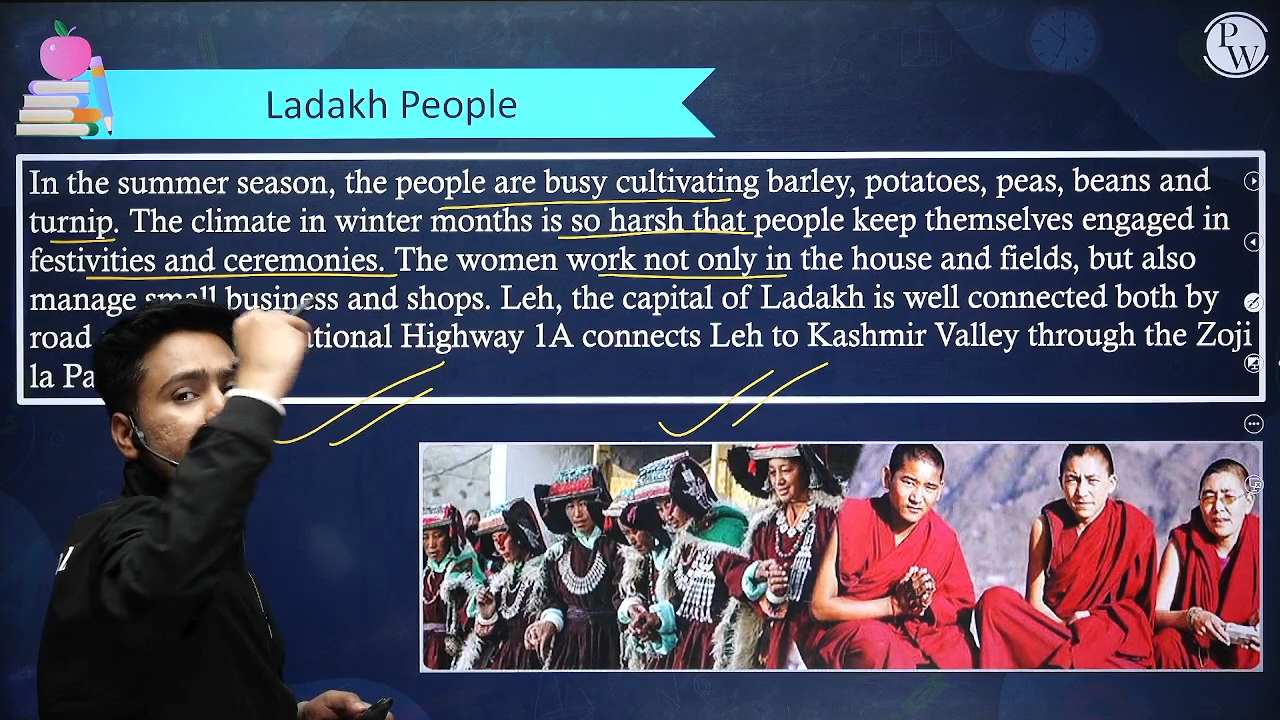 PW
Ladakh People
In the summer season, the people are busy cultivating barley, potatoes, peas, beans and
turnip. The climate in winter months is so harsh that people keep themselves engaged in
festivities and ceremonies. The women work not only in the house and fields, but also
manage small business and shops. Leh, the capital of Ladakh is well connected both by
road Highway 1A connects Leh to Kashmir Valley through the Zoji
la